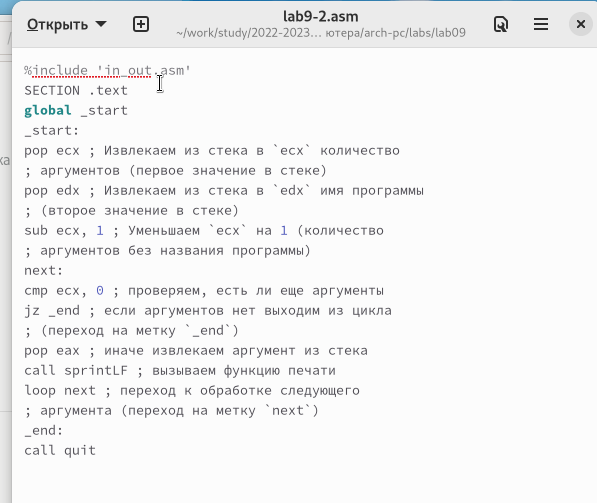 Открыть
lab9-2.asm
~/work/study/2022-2023... ютера/arch-pc/labs/lab09
%include 'in_out.asm'
SECTION .text
global _start
_start:
pop ecx ; Извлекаем из стека в `ecx` количество
; аргументов (первое значение в стеке)
pop edx ; Извлекаем из стека в `edx` имя программы
; (второе значение в стеке)
sub ecx, 1 ; Уменьшаем `ecx` на 1 (количество
; аргументов без названия программы)
next:
cmp ecx, 0 ; проверяем, есть ли еще аргументы
jz _end ; если аргументов нет выходим из цикла
; (переход на метку `_end`)
pop eax ; иначе извлекаем аргумент из стека
call sprintLF ; вызываем функцию печати
loop next ; переход к обработке следующего
; аргумента (переход на метку `next`)
_end:
call quit